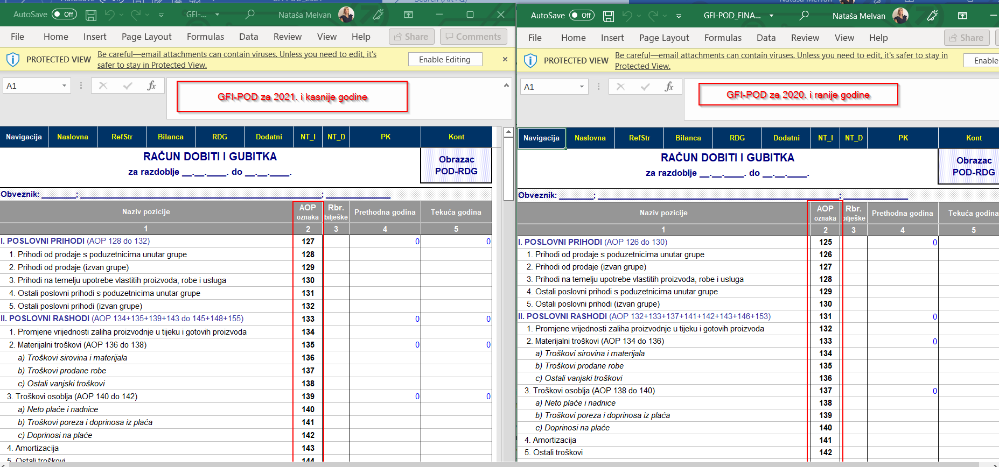 AutoSave Off GFI-... Nataša Melvan
File Home Insert Page Layout Formulas Data Review View Help Share Comments
PROTECTED VIEW Be careful—email attachments can contain viruses. Unless you need to edit, it's
safer to stay in Protected View. Enable Editing
A1 fx
GFI-POD za 2021. i kasnije godine
Navigacija Naslovna RefStr Bilanca RDG Dodatni NT_I NT_D PK Kont
RAČUN DOBITI I GUBITKA
za razdoblje __.__.____. do __.__.____.
Obrazac
POD-RDG
Obveznik: ________; ________; ________
Naziv pozicije AOP oznaka Rbr. bilješke Prethodna godina Tekuća godina
1 2 3 4 5
I. POSLOVNI PRIHODI (AOP 128 do 132) 127 0 0
1. Prihodi od prodaje s poduzetnicima unutar grupe 128
2. Prihodi od prodaje (izvan grupe) 129
3. Prihodi na temelju upotrebe vlastitih proizvoda, robe i usluga 130
4. Ostali poslovni prihodi s poduzetnicima unutar grupe 131
5. Ostali poslovni prihodi (izvan grupe) 132
II. POSLOVNI RASHODI (AOP 134+135+139+143 do 145+148+155) 133 0 0
1. Promjene vrijednosti zaliha proizvodnje u tijeku i gotovih proizvoda 134
2. Materijalni troškovi (AOP 136 do 138) 135 0 0
a) Troškovi sirovina i materijala 136
b) Troškovi prodane robe 137
c) Ostali vanjski troškovi 138
3. Troškovi osoblja (AOP 140 do 142) 139 0 0
a) Neto plaće i nadnice 140
b) Troškovi poreza i doprinosa iz plaća 141
c) Doprinosi na plaće 142
4. Amortizacija 143
5. Ostali troškovi 144
AutoSave Off GFI-POD_FINA... Nataša Melvan
File Home Insert Page Layout Formulas Data Review View Help Share
PROTECTED VIEW Be careful—email attachments can contain viruses. Unless you need to edit, it's safer to stay in
Protected View. Enable
A1 fx
GFI-POD za 2020. i ranije godine
Navigacija Naslovna RefStr Bilanca RDG Dodatni NT_I NT_D PK Kont
RAČUN DOBITI I GUBITKA
za razdoblje __.__.____. do __.__.____.
Obrazac
POD-RDG
Obveznik: ________; ________; ________
Naziv pozicije AOP oznaka Rbr. bilješke Prethodna godina Tekuća godina
1 2 3 4 5
I. POSLOVNI PRIHODI (AOP 126 do 130) 125 0
1. Prihodi od prodaje s poduzetnicima unutar grupe 126
2. Prihodi od prodaje (izvan grupe) 127
3. Prihodi na temelju upotrebe vlastitih proizvoda, robe i usluga 128
4. Ostali poslovni prihodi s poduzetnicima unutar grupe 129
5. Ostali poslovni prihodi (izvan grupe) 130
II. POSLOVNI RASHODI (AOP 132+133+137+141+142+143+146+153) 131 0
1. Promjene vrijednosti zaliha proizvodnje u tijeku i gotovih proizvoda 132
2. Materijalni troškovi (AOP 134 do 136) 133 0
a) Troškovi sirovina i materijala 134
b) Troškovi prodane robe 135
c) Ostali vanjski troškovi 136
3. Troškovi osoblja (AOP 138 do 140) 137 0
a) Neto plaće i nadnice 138
b) Troškovi poreza i doprinosa iz plaća 139
c) Doprinosi na plaće 140
4. Amortizacija 141
5. Ostali troškovi 142